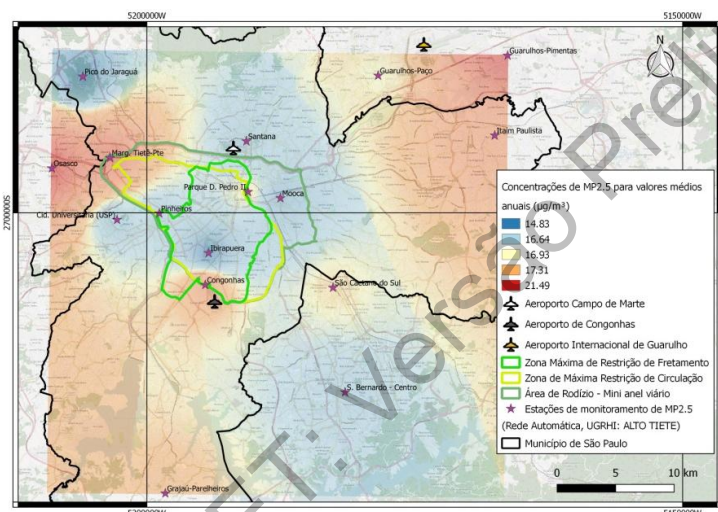 5200000W 5150000W
N
Guarulhos-Pimentas
Pico do Jaraguá
Guarulhos-Paço
Itaim Paulista
Santana
Marg. Tietê-Pte
Osasco
Parque D. Pedro II
Mooca
Pinheiros
Cid. Universitária (USP)
2700000S
Ibirapuera
Congonhas
São Caetano do Sul
S. Bernardo - Centro
Grajaú-Parelheiros
Concentrações de MP2.5 para valores médios
anuais (µg/m³)
14.83
16.64
16.93
17.31
21.49
Aeroporto Campo de Marte
Aeroporto de Congonhas
Aeroporto Internacional de Guarulho
Zona Máxima de Restrição de Fretamento
Zona de Máxima Restrição de Circulação
Área de Rodízio - Mini anel viário
Estações de monitoramento de MP2.5
(Rede Automática, UGRHI: ALTO TIETE)
Município de São Paulo
0 5 10 km
5200000W 5150000W
ET: Versão Preli